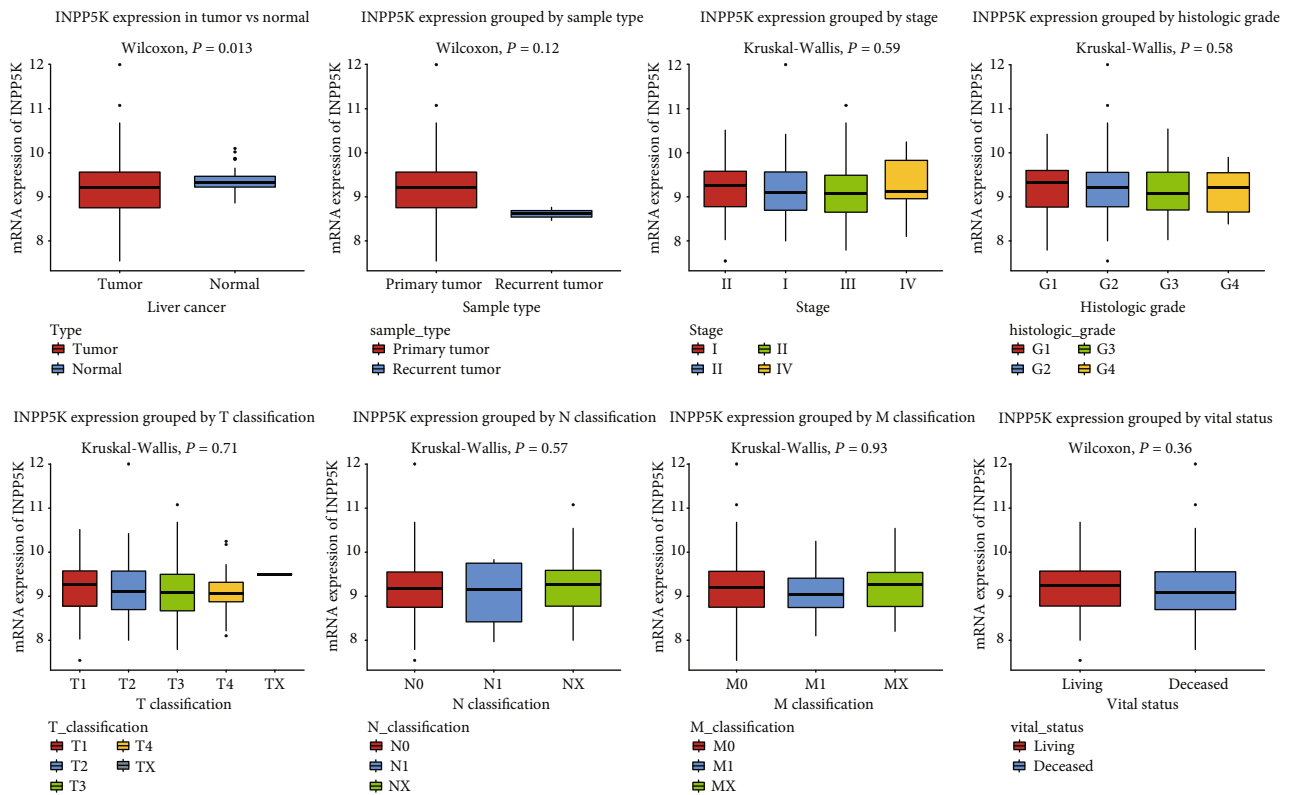 INPP5K expression in tumor vs normal
Wilcoxon, P = 0.013
mRNA expression of INPP5K
12
11
10
9
8
Tumor Normal
Liver cancer
Type
Tumor
Normal
INPP5K expression grouped by sample type
Wilcoxon, P = 0.12
mRNA expression of INPP5K
12
11
10
9
8
Primary tumor Recurrent tumor
Sample type
sample_type
Primary tumor
Recurrent tumor
INPP5K expression grouped by stage
Kruskal-Wallis, P = 0.59
mRNA expression of INPP5K
12
11
10
9
8
II I III IV
Stage
Stage
I II
II IV
INPP5K expression grouped by histologic grade
Kruskal-Wallis, P = 0.58
mRNA expression of INPP5K
12
11
10
9
8
G1 G2 G3 G4
Histologic grade
histologic_grade
G1 G3
G2 G4
INPP5K expression grouped by T classification
Kruskal-Wallis, P = 0.71
mRNA expression of INPP5K
12
11
10
9
8
T1 T2 T3 T4 TX
T classification
T_classification
T1 T4
T2 TX
T3
INPP5K expression grouped by N classification
Kruskal-Wallis, P = 0.57
mRNA expression of INPP5K
12
11
10
9
8
N0 N1 NX
N classification
N_classification
N0
N1
NX
INPP5K expression grouped by M classification
Kruskal-Wallis, P = 0.93
mRNA expression of INPP5K
12
11
10
9
8
M0 M1 MX
M classification
M_classification
M0
M1
MX
INPP5K expression grouped by vital status
Wilcoxon, P = 0.36
mRNA expression of INPP5K
12
11
10
9
8
Living Deceased
Vital status
vital_status
Living
Deceased